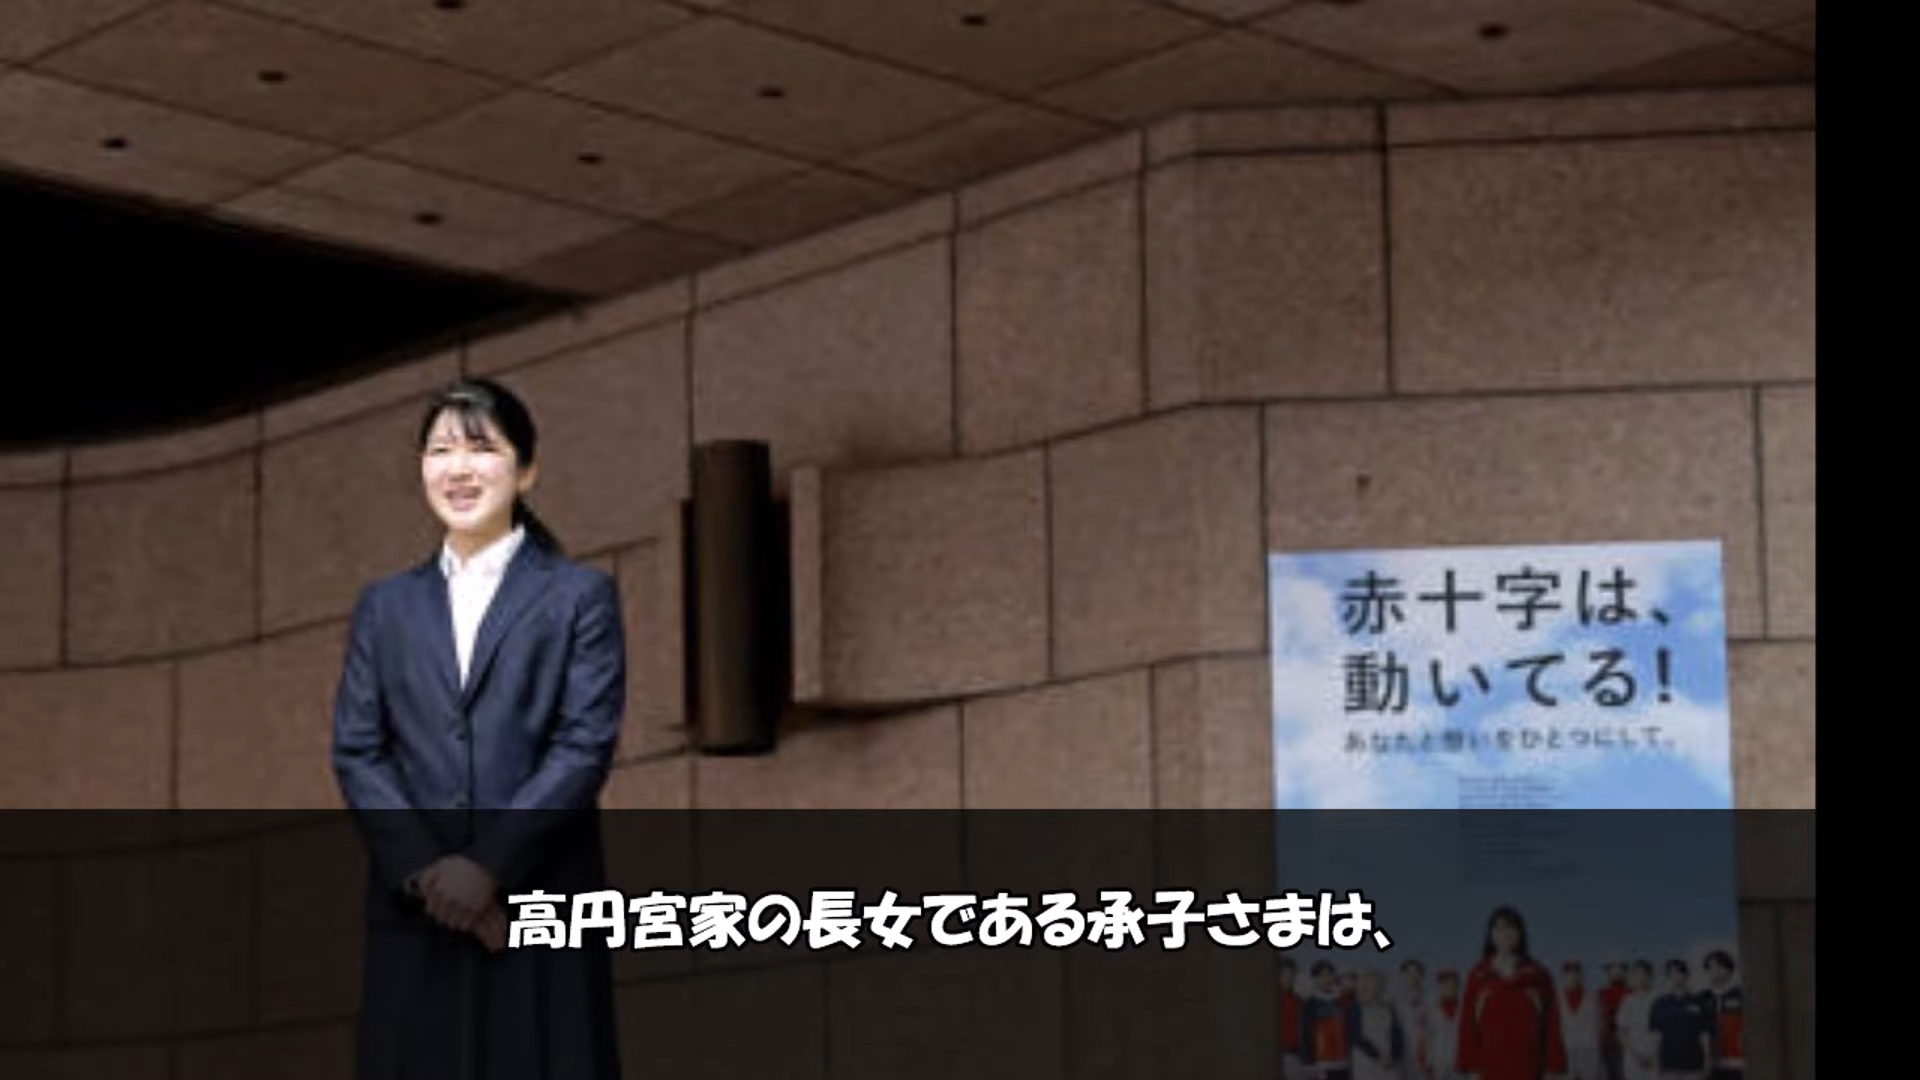 赤十字は、
動いてる!
あなたと想いをひとつにして。
高円宮家の長女である承子さまは、